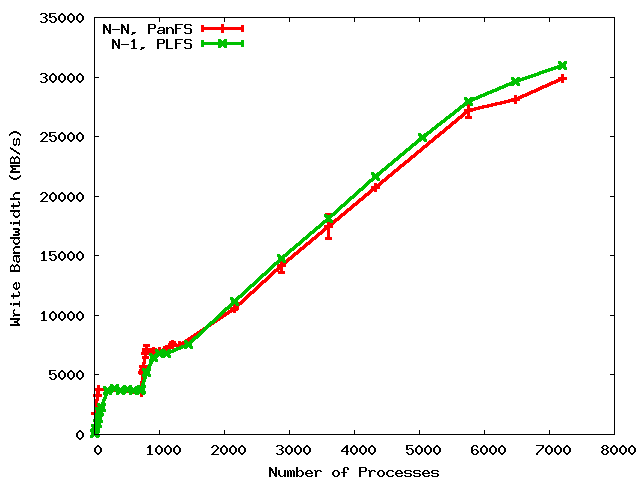 35000
30000
25000
20000
15000
10000
5000
0
Write Bandwidth (MB/s)
N-N, PanFS
N-1, PLFS
0 1000 2000 3000 4000 5000 6000 7000 8000
Number of Processes